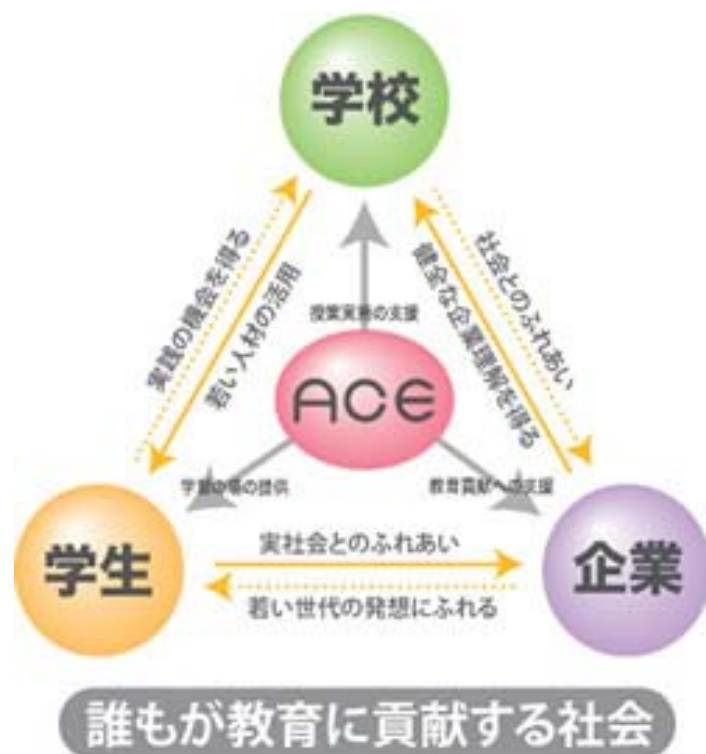 学校
実践の機会を得る
若い人材の活用
社会とのふれあい
健全な企業理解を得る
授業実施の支援
ACE
学習の場の提供
教育貢献への支援
学生
実社会とのふれあい
若い世代の発想にふれる
企業
誰もが教育に貢献する社会